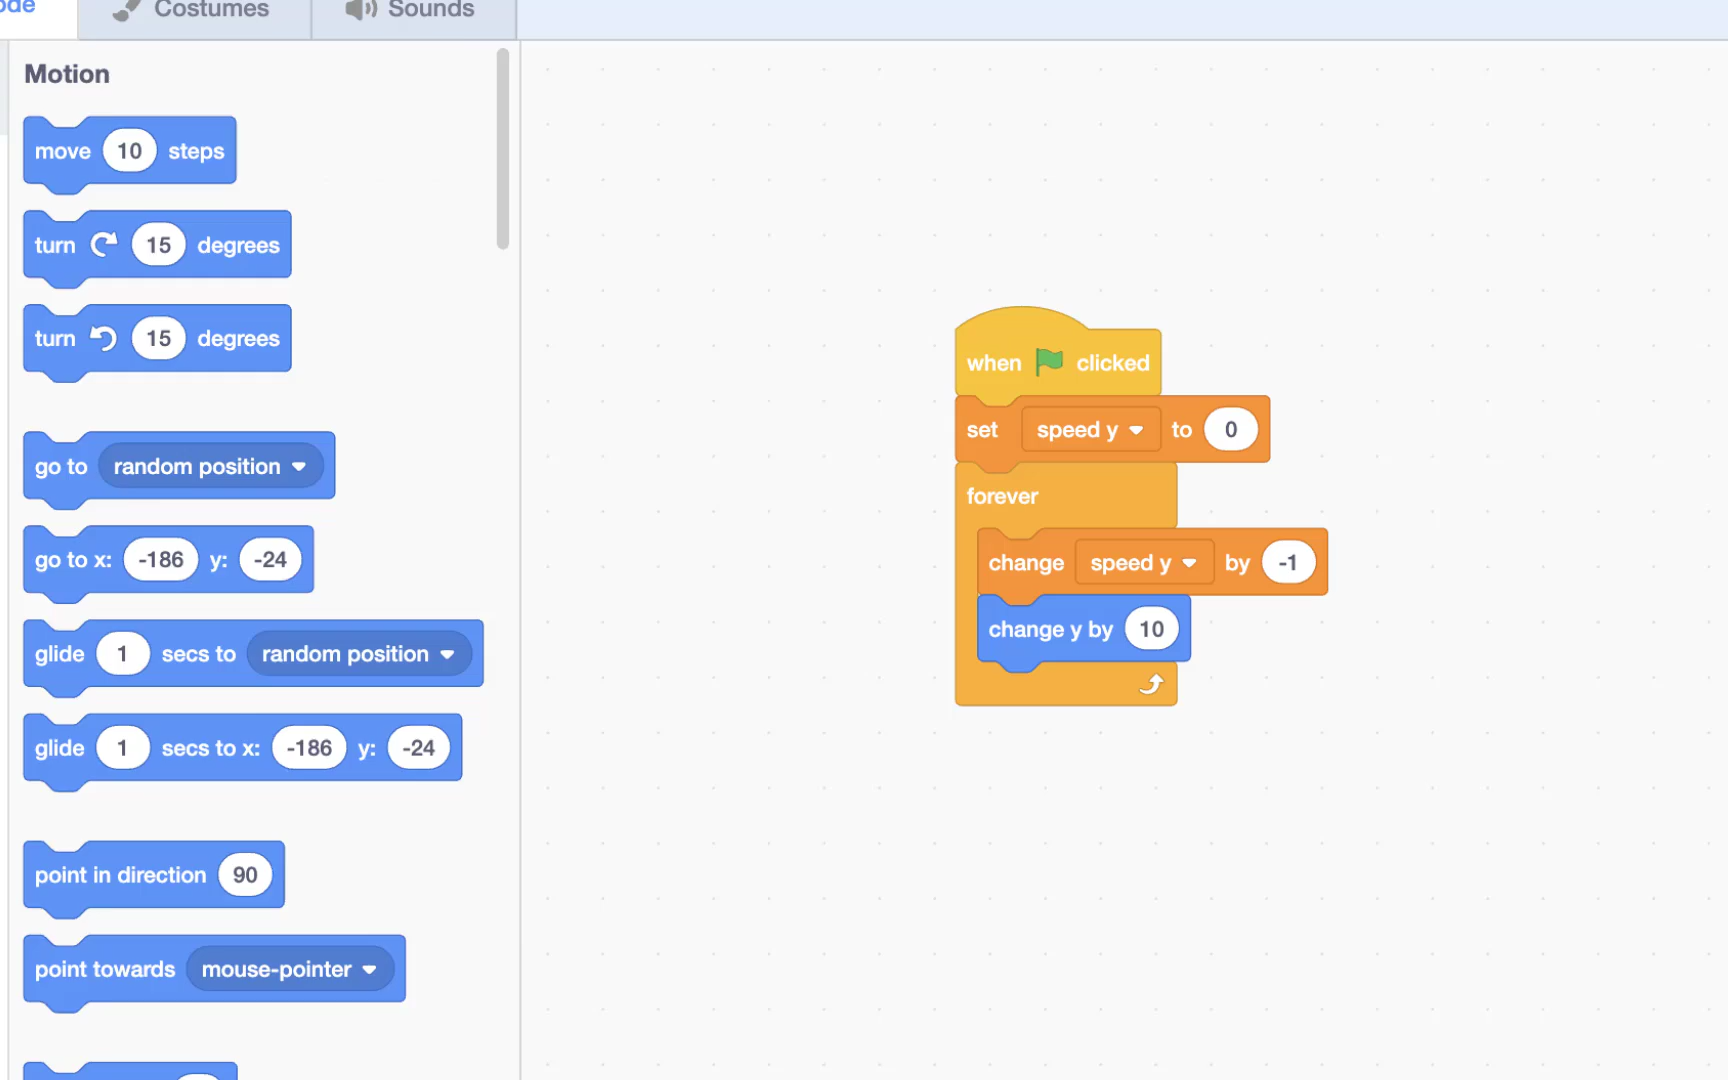 ode
Costumes
Sounds
Motion
move 10 steps
turn 15 degrees
turn 15 degrees
go to random position
go to x: -186 y: -24
glide 1 secs to random position
glide 1 secs to x: -186 y: -24
point in direction 90
point towards mouse-pointer
when clicked
set speed y to 0
forever
change speed y by -1
change y by 10